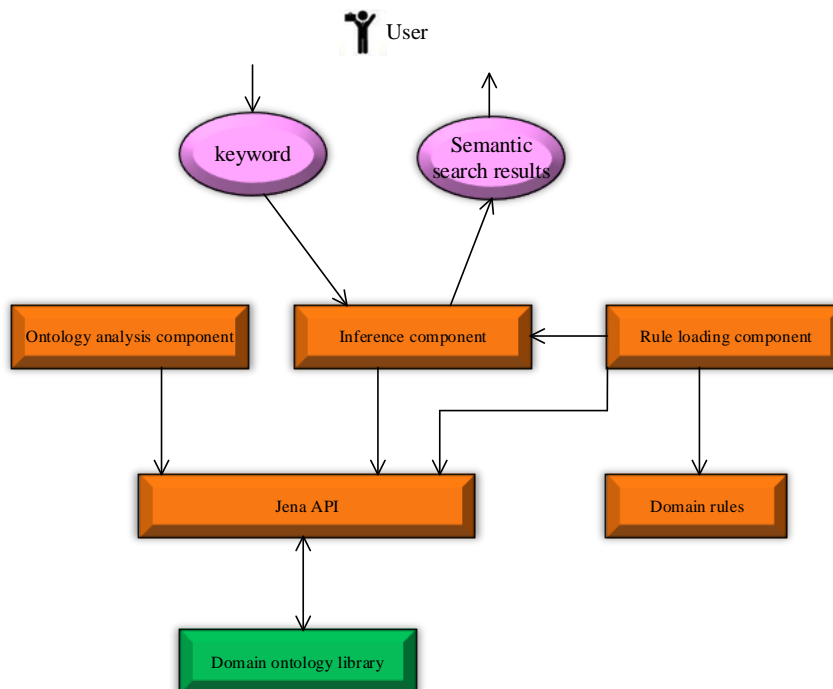 User
keyword
Semantic
search results
Ontology analysis component
Inference component
Rule loading component
Jena API
Domain rules
Domain ontology library